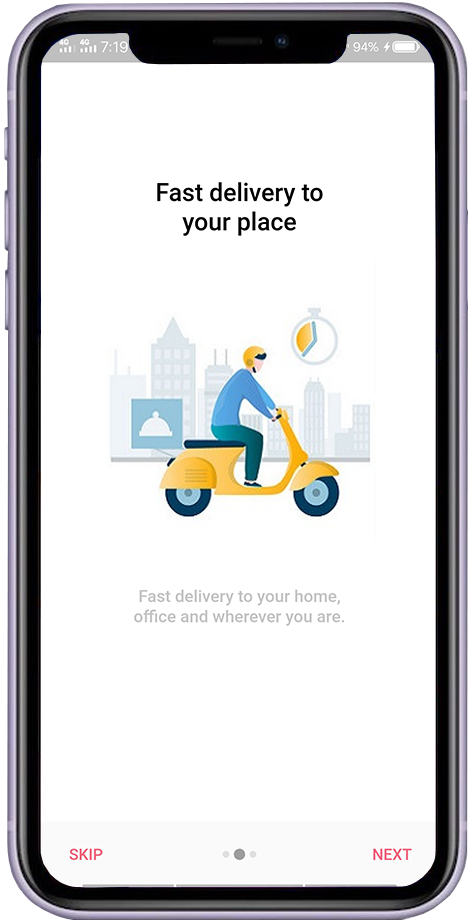 4G 4G 7:19 94%
Fast delivery to
your place
Fast delivery to your home,
office and wherever you are.
SKIP NEXT